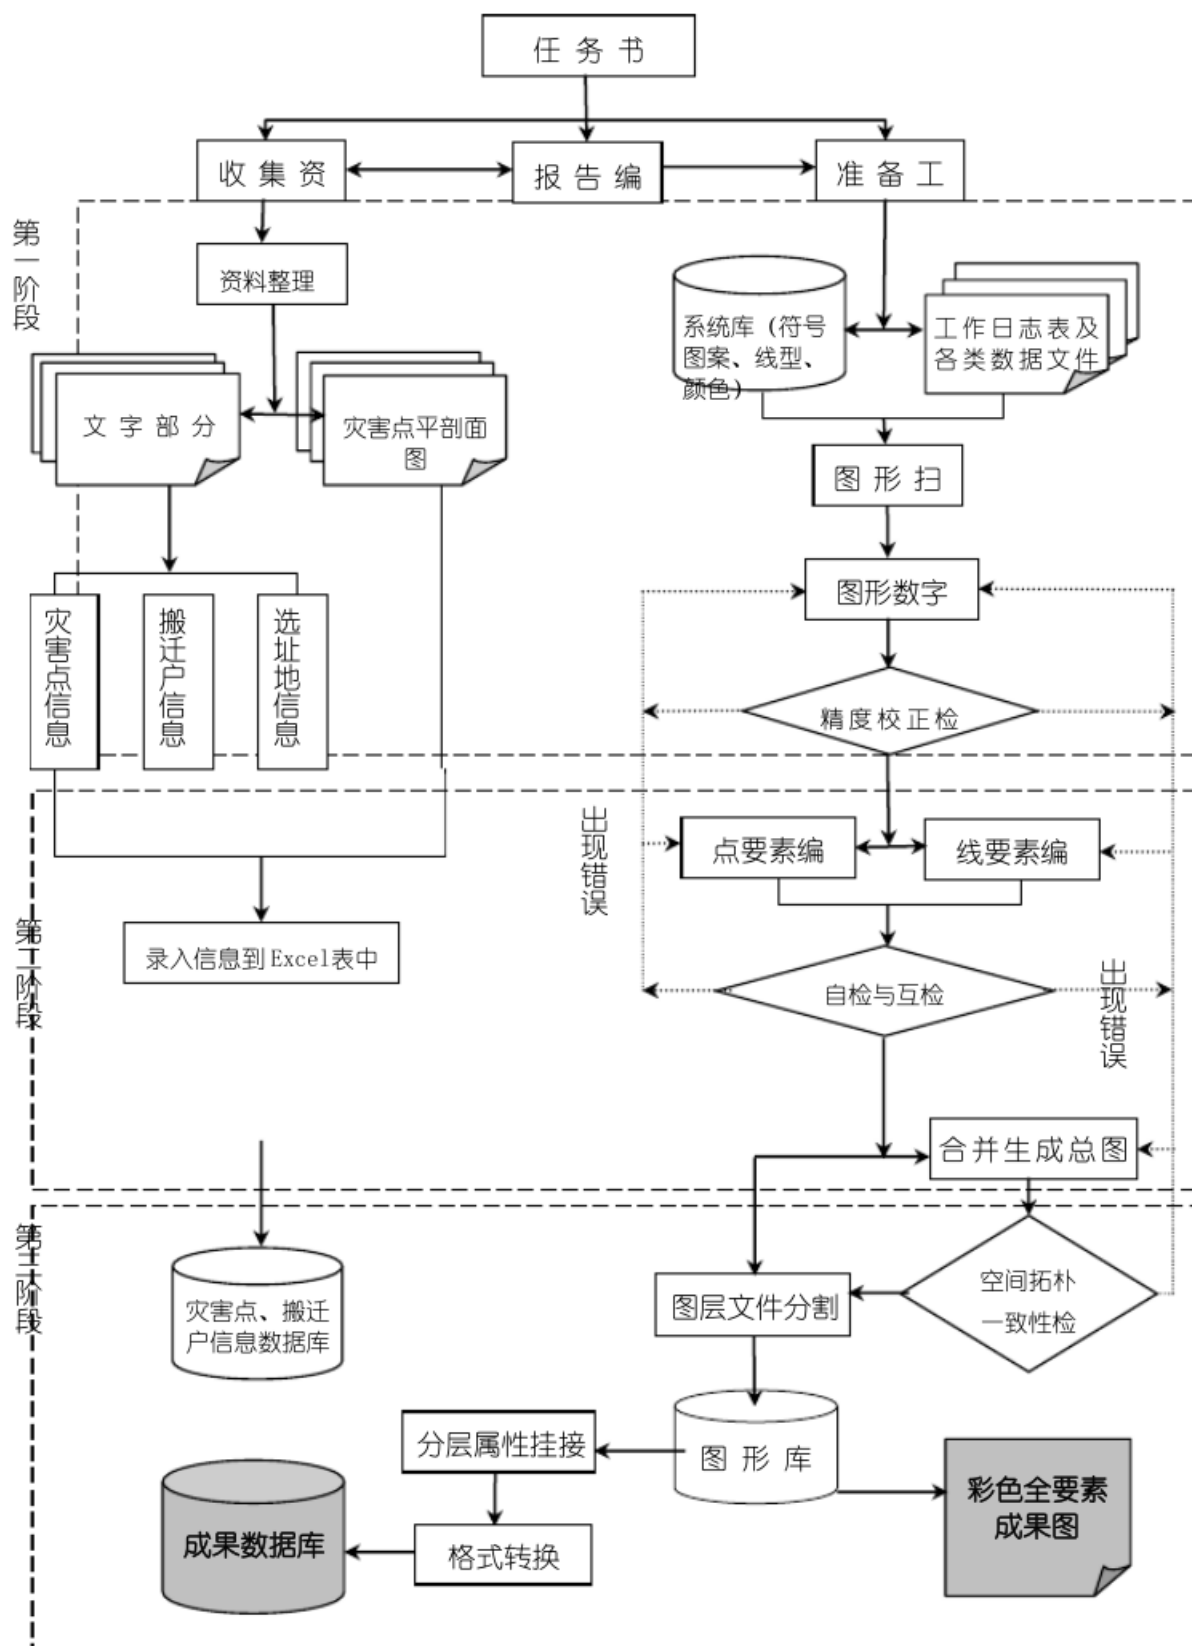 任务书
收集资
报告编
准备工
第一阶段
资料整理
系统库（符号
图案、线型、
颜色）
工作日志表及
各类数据文件
文字部分
灾害点平剖面
图
图形扫
图形数字
灾害点信息
搬迁户信息
选址地信息
精度校正检
出现错误
点要素编
线要素编
第二阶段
录入信息到Excel表中
自检与互检
出现错误
合并生成总图
第三阶段
灾害点、搬迁
户信息数据库
图层文件分割
空间拓朴
一致性检
分层属性挂接
图形库
彩色全要素
成果图
成果数据库
格式转换